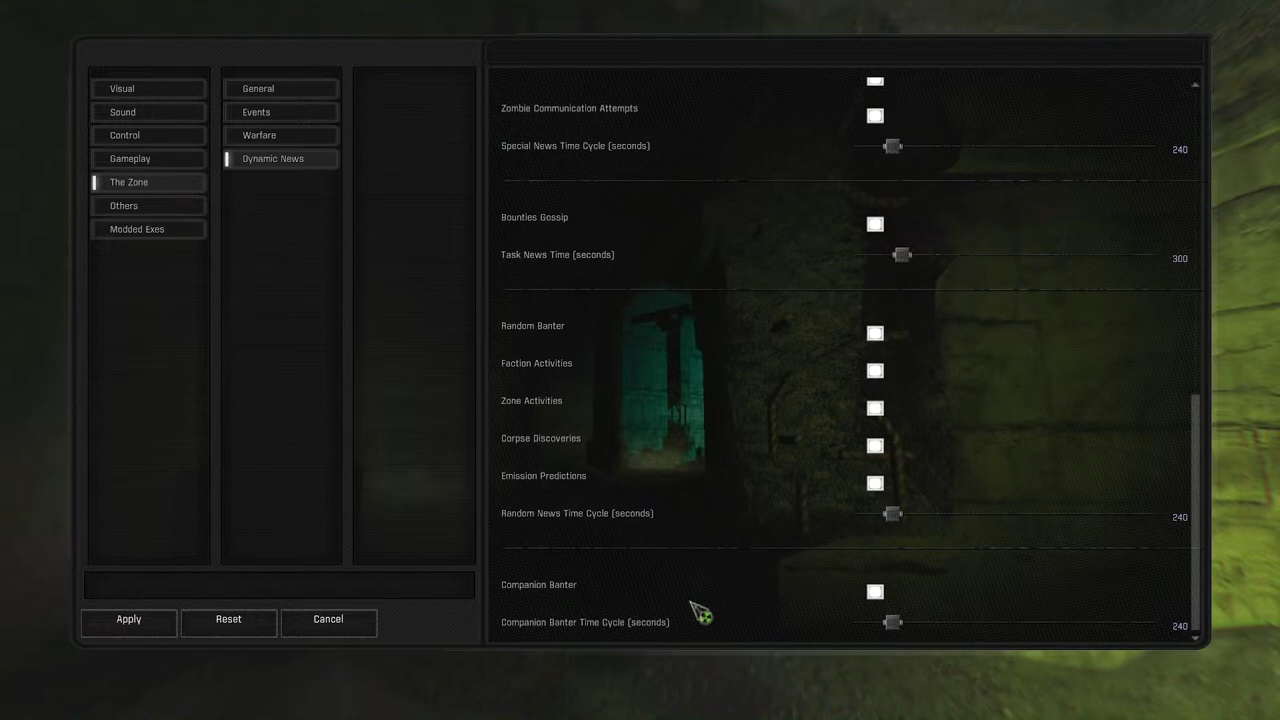 Visual
Sound
Control
Gameplay
The Zone
Others
Modded Exes
General
Events
Warfare
Dynamic News
Zombie Communication Attempts
Special News Time Cycle (seconds) 240
Bounties Gossip
Task News Time (seconds) 300
Random Banter
Faction Activities
Zone Activities
Corpse Discoveries
Emission Predictions
Random News Time Cycle (seconds) 240
Companion Banter
Companion Banter Time Cycle (seconds) 240
Apply Reset Cancel